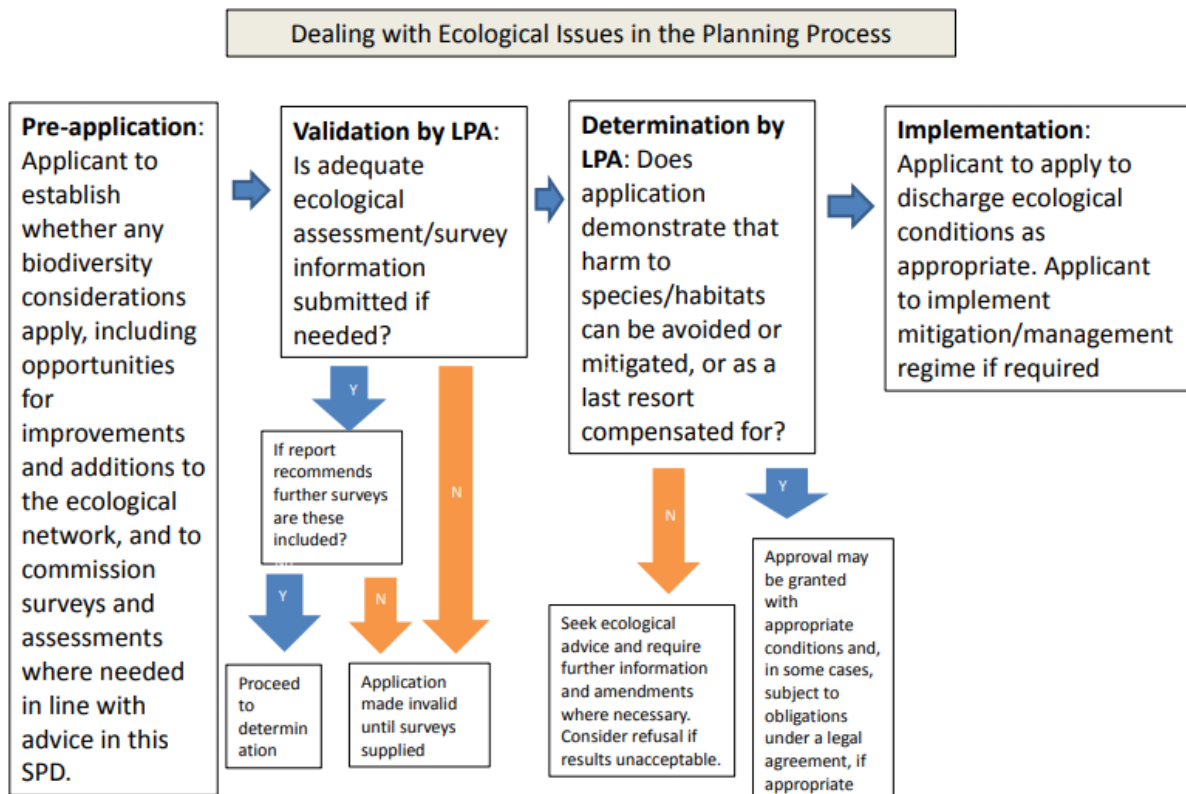 Dealing with Ecological Issues in the Planning Process
Pre-application:
Applicant to
establish
whether any
biodiversity
considerations
apply, including
opportunities
for
improvements
and additions to
the ecological
network, and to
commission
surveys and
assessments
where needed
in line with
advice in this
SPD.
Validation by LPA:
Is adequate
ecological
assessment/survey
information
submitted if
needed?
Y
N
If report
recommends
further surveys
are these
included?
Y
N
Proceed
to
determin
ation
Application
made invalid
until surveys
supplied
Determination by
LPA: Does
application
demonstrate that
harm to
species/habitats
can be avoided or
mitigated, or as a
last resort
compensated for?
N
Y
Seek ecological
advice and require
further information
and amendments
where necessary.
Consider refusal if
results unacceptable.
Approval may
be granted
with
appropriate
conditions and,
in some cases,
subject to
obligations
under a legal
agreement, if
appropriate
Implementation:
Applicant to apply to
discharge ecological
conditions as
appropriate. Applicant
to implement
mitigation/management
regime if required